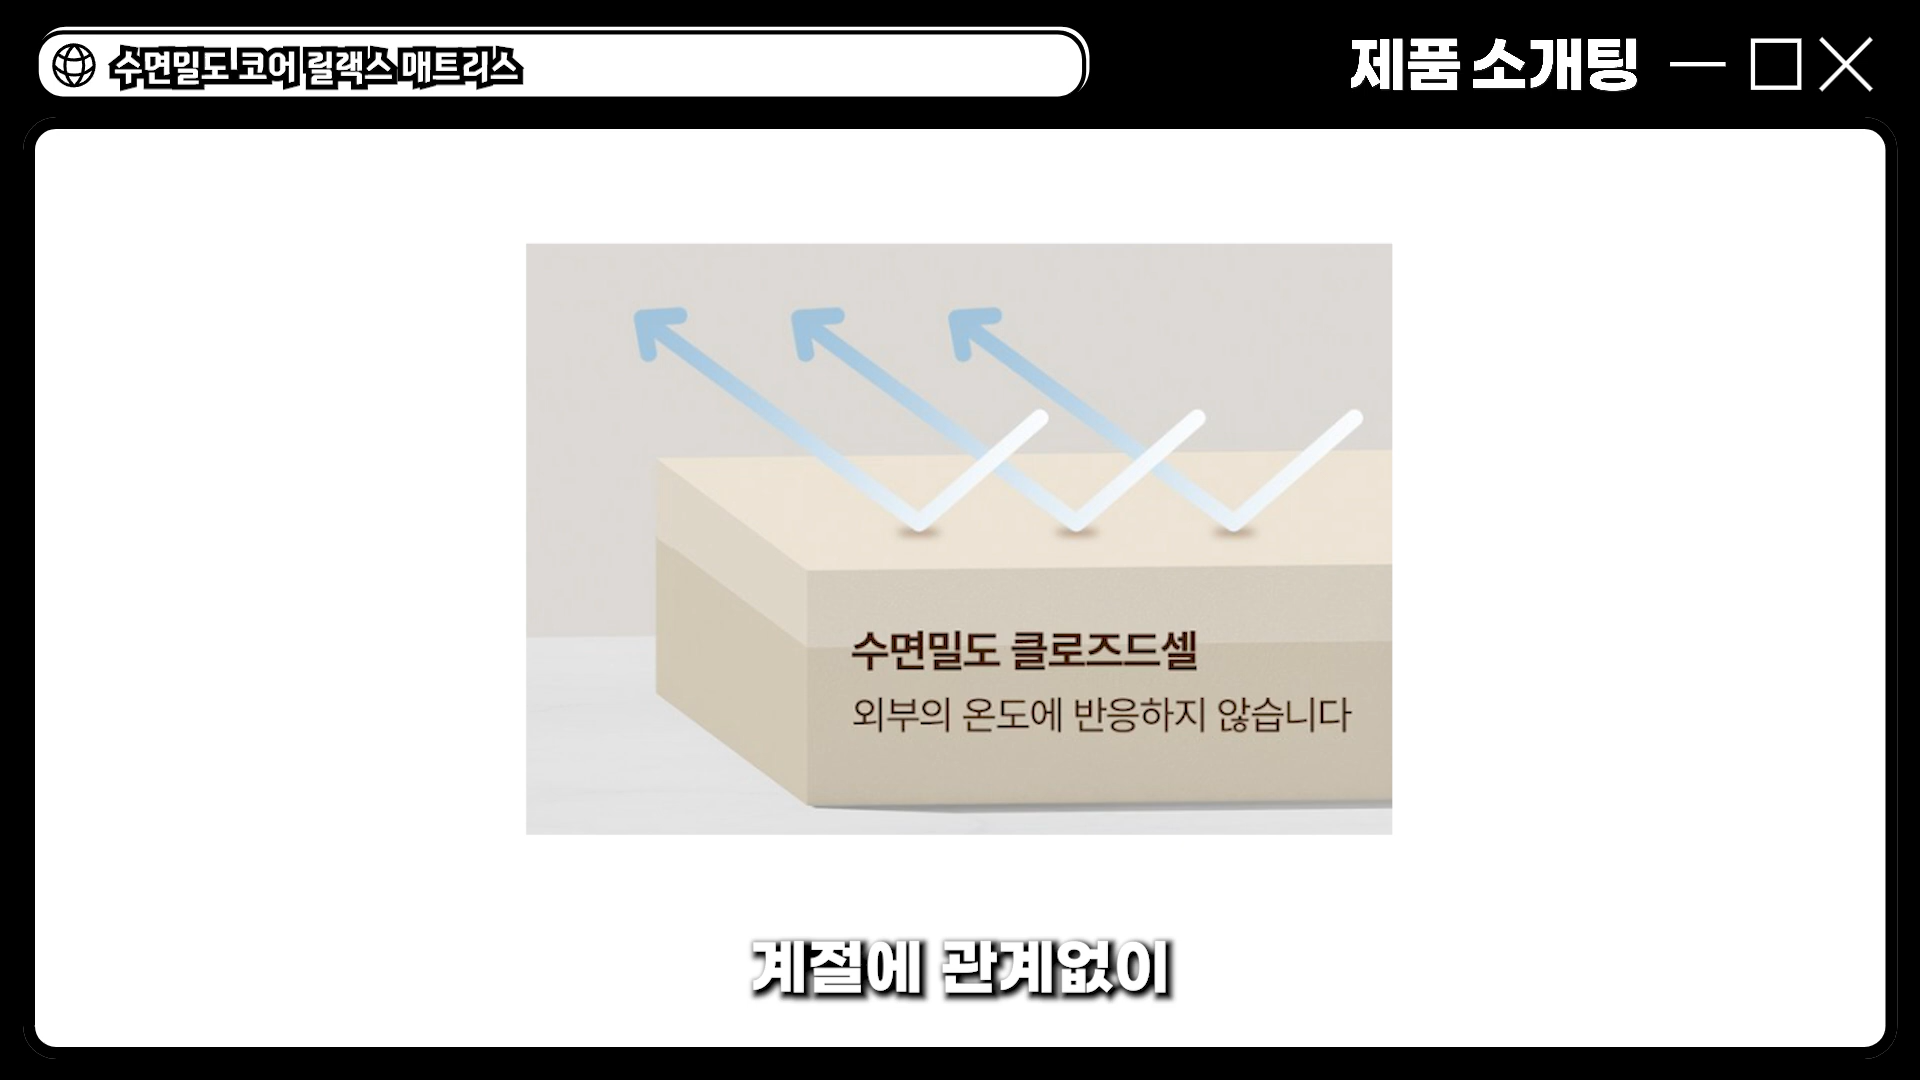 수면밀도 코어 릴랙스 매트리스
제품 소개팅
수면밀도 클로즈드셀
외부의 온도에 반응하지 않습니다
계절에 관계없이